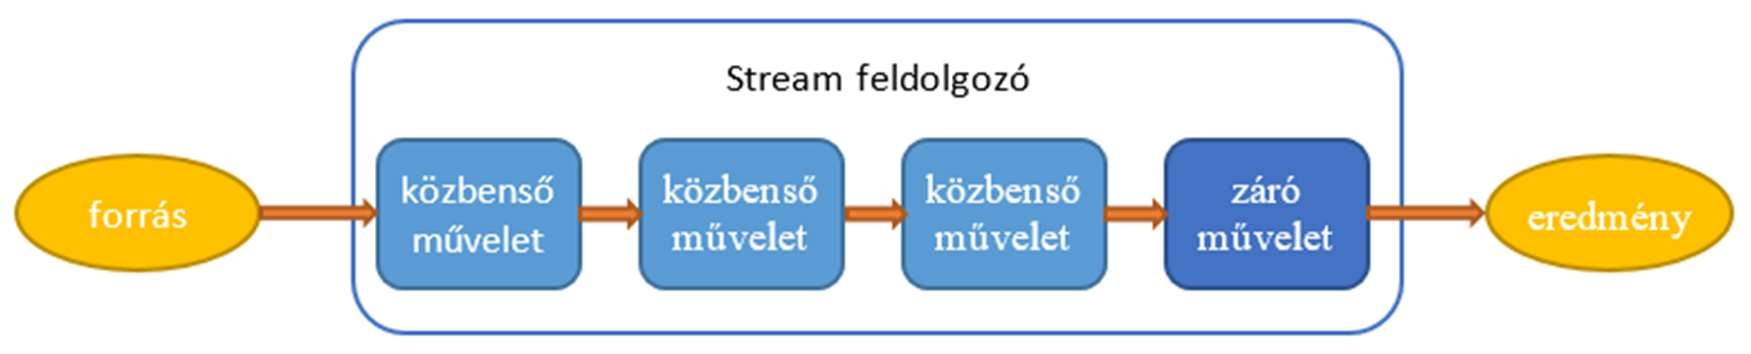 Stream feldolgozó
forrás
közbenső
művelet
közbenső
művelet
közbenső
művelet
záró
művelet
eredmény